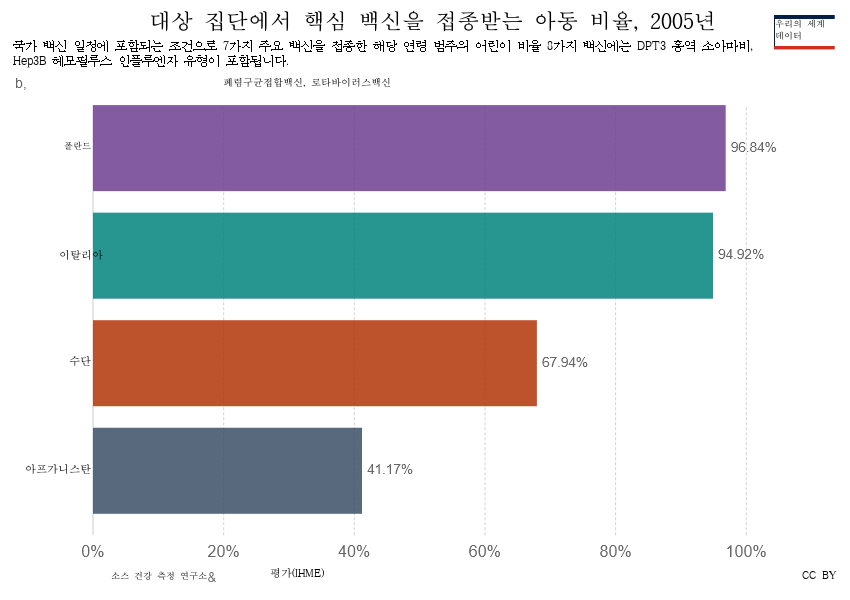 대상 집단에서 핵심 백신을 접종받는 아동 비율, 2005년
우리의 세계
데이터
국가 백신 일정에 포함되는 조건으로 7가지 주요 백신을 접종한 해당 연령 범주의 어린이 비율 8가지 백신에는 DPT3 홍역 소아마비,
Hep3B 헤모필루스 인플루엔자 유형이 포함됩니다.
b, 폐렴구균접합백신, 로타바이러스백신
폴란드 96.84%
이탈리아 94.92%
수단 67.94%
아프가니스탄 41.17%
0% 20% 40% 60% 80% 100%
소스 건강 측정 연구소& 평가(IHME) CC BY